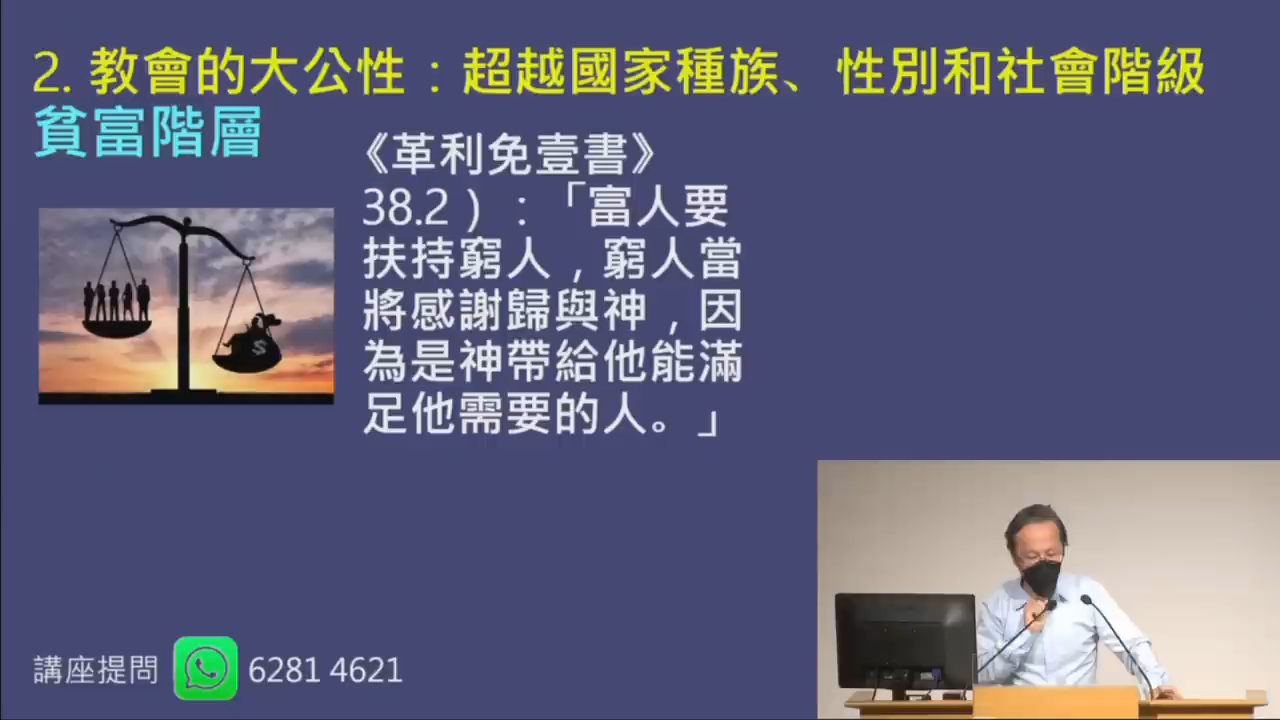 2. 教會的大公性：超越國家種族、性別和社會階級
貧富階層
《革利免壹書》
38.2）：「富人要
扶持窮人，窮人當
將感謝歸與神，因
為是神帶給他能滿
足他需要的人。」
$
講座提問 6281 4621